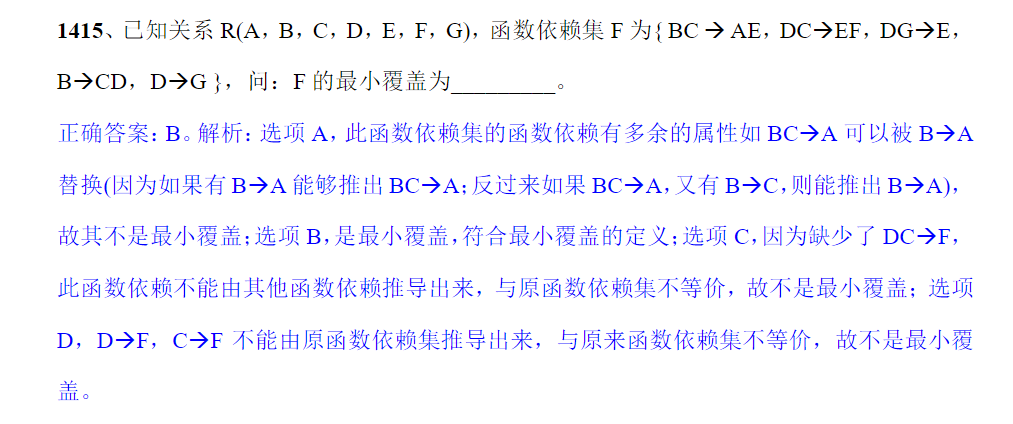 1415、已知关系 R(A，B，C，D，E，F，G)，函数依赖集 F 为{ BC → AE，DC→EF，DG→E，
B→CD，D→G }，问：F 的最小覆盖为_________。
正确答案：B。解析：选项 A，此函数依赖集的函数依赖有多余的属性如 BC→A 可以被 B→A
替换(因为如果有 B→A 能够推出 BC→A；反过来如果 BC→A，又有 B→C，则能推出 B→A)，
故其不是最小覆盖；选项 B，是最小覆盖，符合最小覆盖的定义；选项 C，因为缺少了 DC→F，
此函数依赖不能由其他函数依赖推导出来，与原函数依赖集不等价，故不是最小覆盖；选项
D，D→F，C→F 不能由原函数依赖集推导出来，与原来函数依赖集不等价，故不是最小覆
盖。